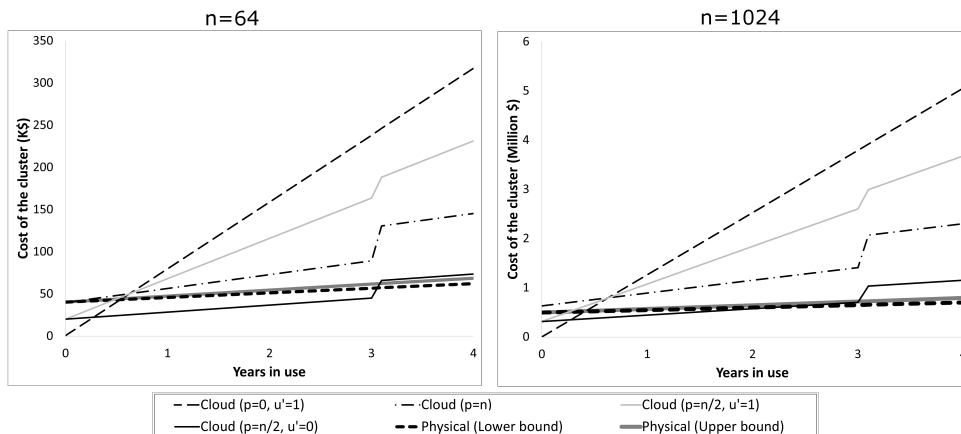 n=64
n=1024
Cost of the cluster (K$)
350
300
250
200
150
100
50
0
0 1 2 3 4
Years in use
Cost of the cluster (Million $)
6
5
4
3
2
1
0
0 1 2 3 4
Years in use
Cloud (p=0, u'=1) Cloud (p=n) Cloud (p=n/2, u'=1)
Cloud (p=n/2, u'=0) Physical (Lower bound) Physical (Upper bound)